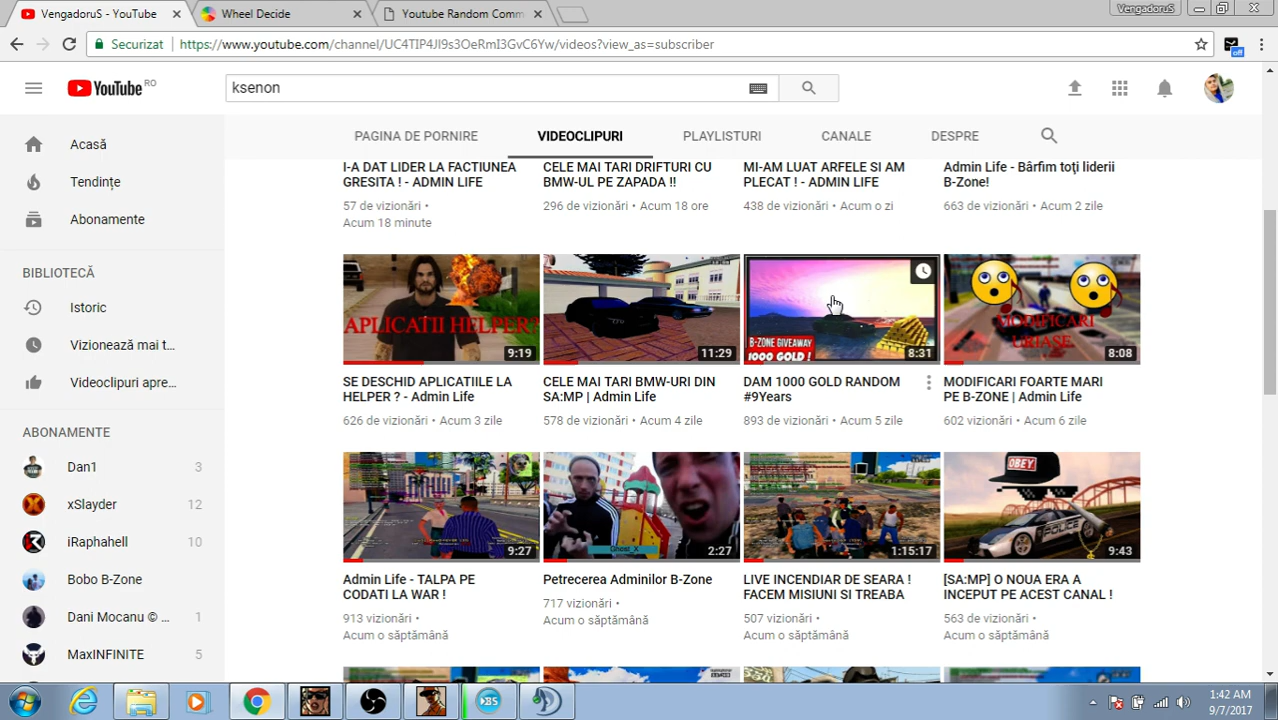 VengadoruS - YouTube
Wheel Decide
Youtube Random Comm
VengadoruS
Securizat
https://www.youtube.com/channel/UC4TIP4JI9s3OeRmI3GvC6Yw/videos?view_as=subscriber
off
YouTube RO
ksenon
PAGINA DE PORNIRE
VIDEOCLIPURI
PLAYLISTURI
CANALE
DESPRE
Acasă
Tendințe
Abonamente
BIBLIOTECĂ
Istoric
Vizionează mai t...
Videoclipuri apre...
ABONAMENTE
Dan1 3
xSlayder 12
iRaphahell 10
Bobo B-Zone
Dani Mocanu © ... 1
MaxINFINITE 5
I-A DAT LIDER LA FACTIUNEA
GRESITA ! - ADMIN LIFE
57 de vizionări •
Acum 18 minute
CELE MAI TARI DRIFTURI CU
BMW-UL PE ZAPADA !!
296 de vizionări • Acum 18 ore
MI-AM LUAT ARFELE SI AM
PLECAT ! - ADMIN LIFE
438 de vizionări • Acum o zi
Admin Life - Bârfim toţi liderii
B-Zone!
663 de vizionări • Acum 2 zile
APLICATII HELPER?
9:19
SE DESCHID APLICATIILE LA
HELPER ? - Admin Life
626 de vizionări • Acum 3 zile
11:29
CELE MAI TARI BMW-URI DIN
SA:MP | Admin Life
578 de vizionări • Acum 4 zile
B-ZONE GIVEAWAY
1000 GOLD !
8:31
DAM 1000 GOLD RANDOM
#9Years
893 de vizionări • Acum 5 zile
MODIFICARI
URIASE
8:08
MODIFICARI FOARTE MARI
PE B-ZONE | Admin Life
602 vizionări • Acum 6 zile
9:27
Admin Life - TALPA PE
CODATI LA WAR !
913 vizionări •
Acum o săptămână
Ghost_X
2:27
Petrecerea Adminilor B-Zone
717 vizionări •
Acum o săptămână
1:15:17
LIVE INCENDIAR DE SEARA !
FACEM MISIUNI SI TREABA
507 vizionări •
Acum o săptămână
OBEY
POLICE
9:43
[SA:MP] O NOUA ERA A
INCEPUT PE ACEST CANAL !
563 de vizionări •
Acum o săptămână
1:42 AM
9/7/2017